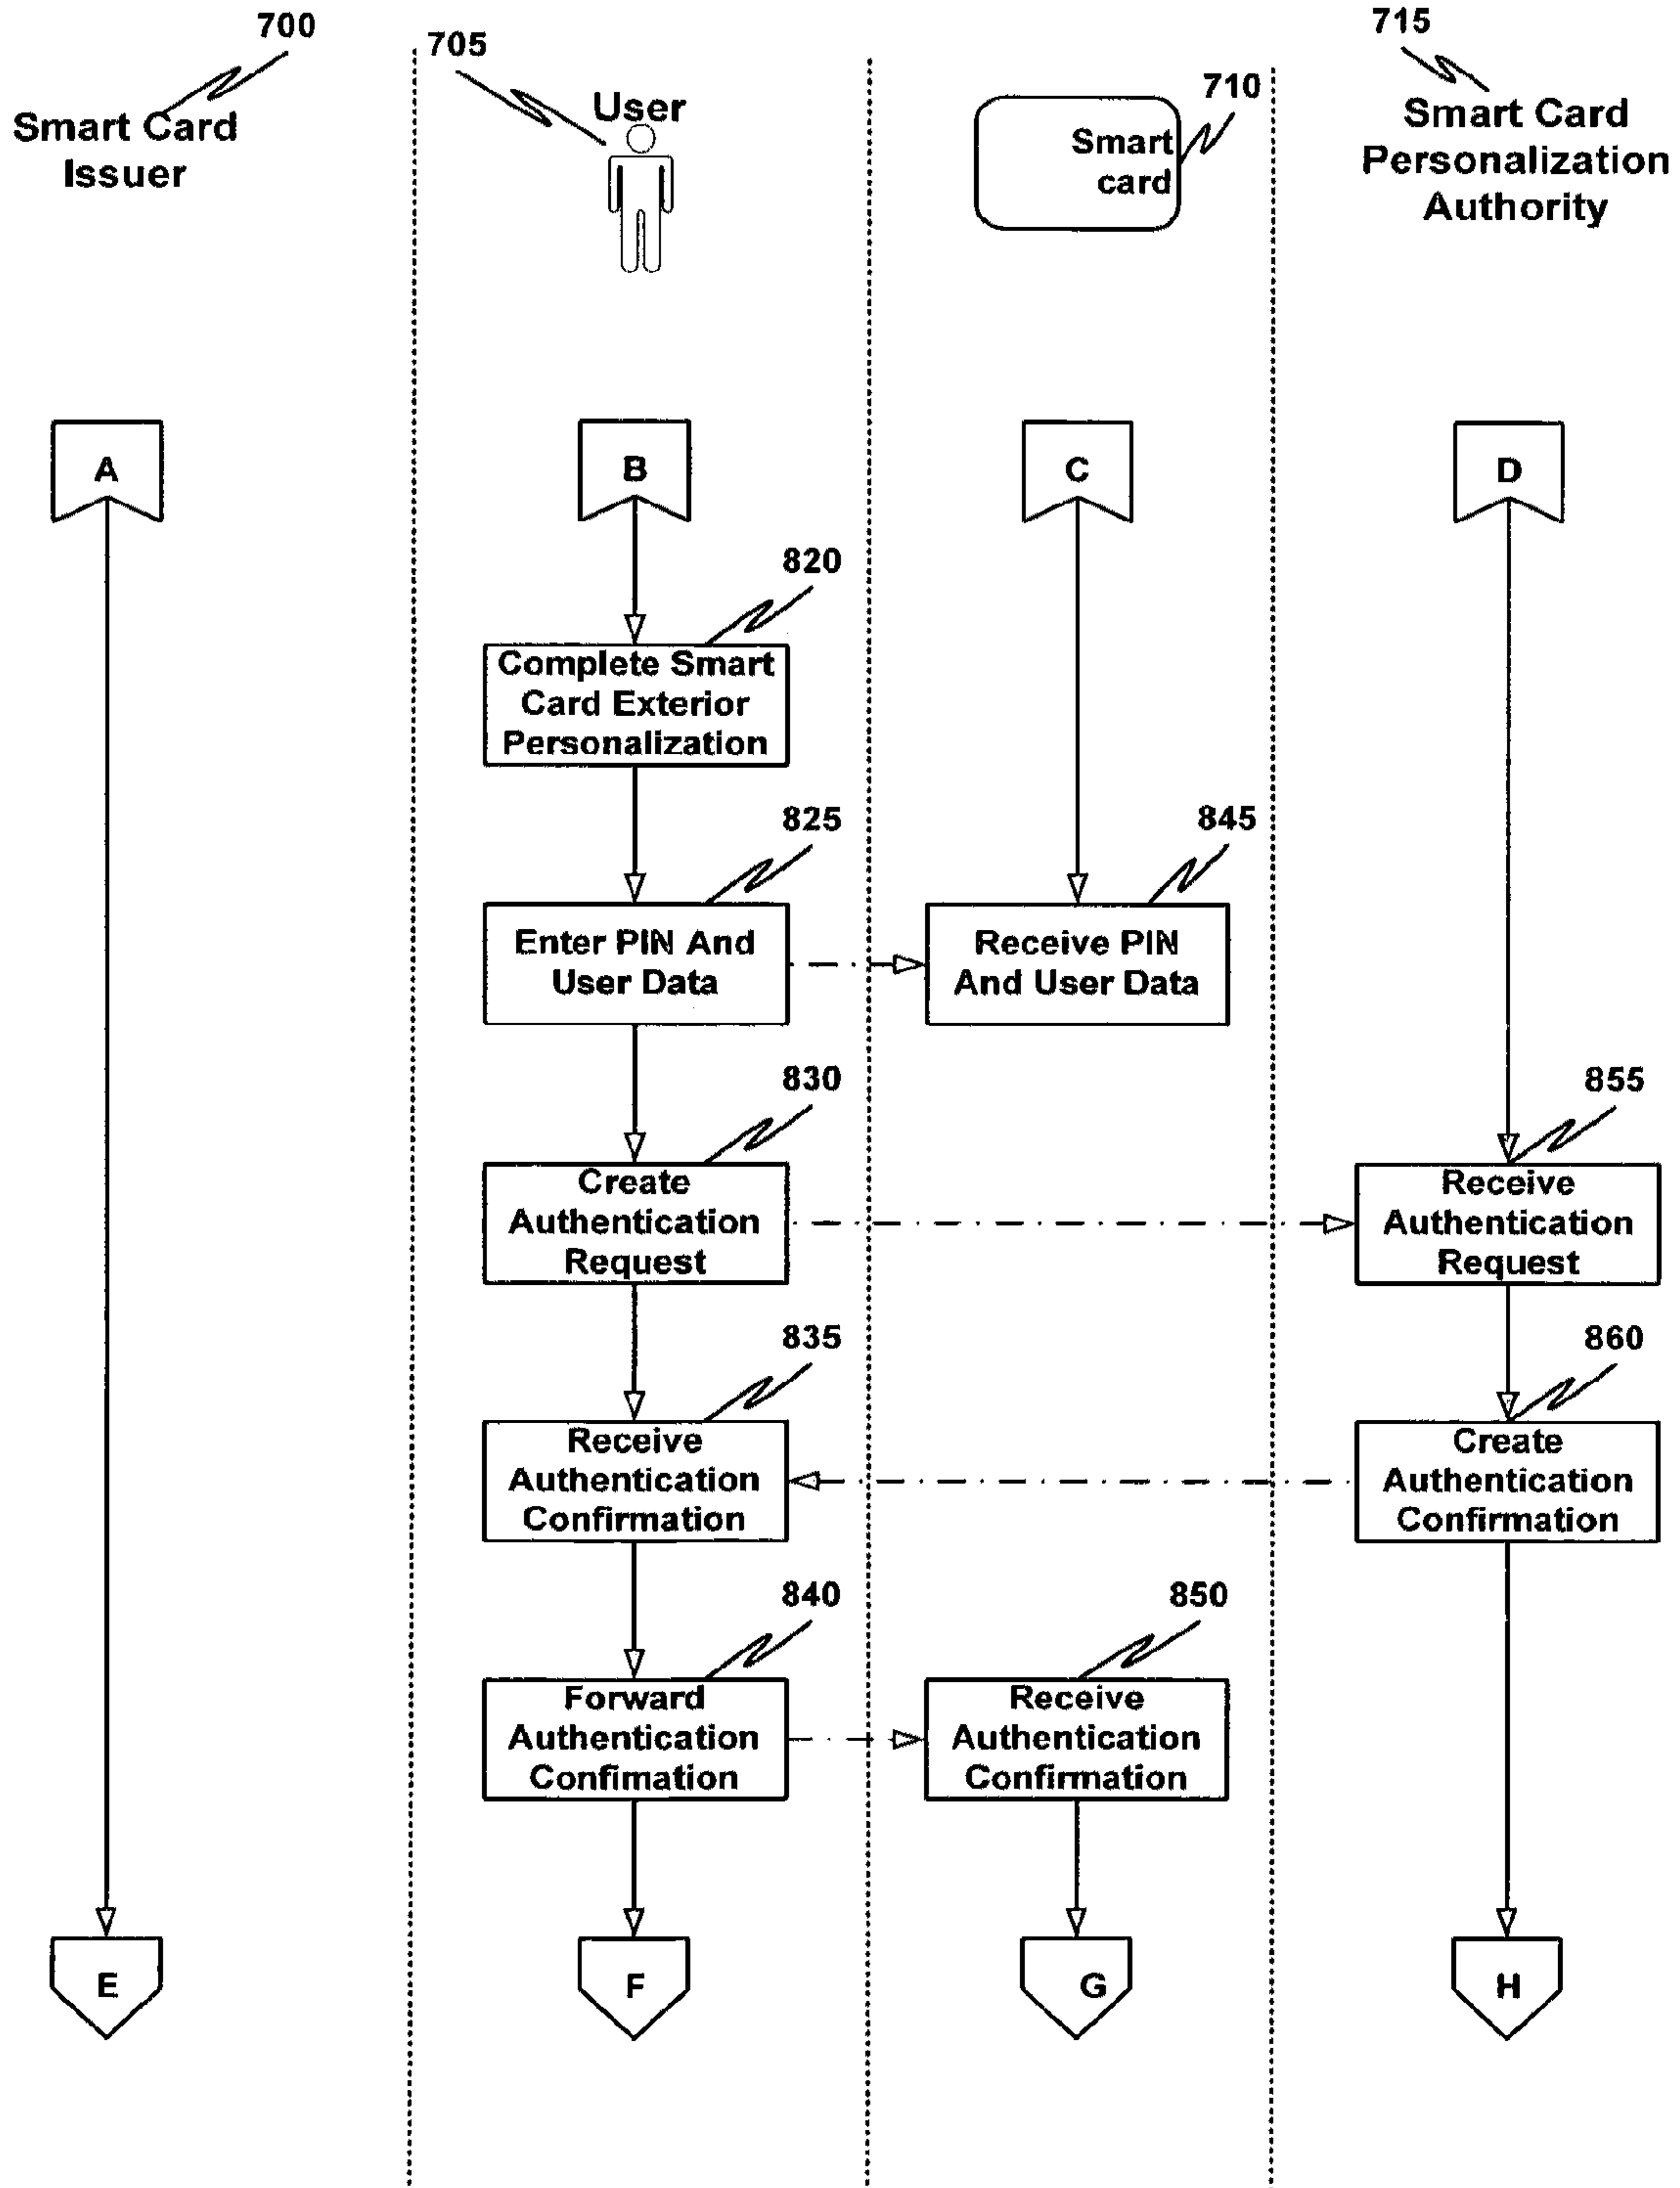 700
705
715
710
Smart Card
Issuer
User
Smart
card
Smart Card
Personalization
Authority
A
B
C
D
820
Complete Smart
Card Exterior
Personalization
825
845
Enter PIN And
User Data
Receive PIN
And User Data
830
855
Create
Authentication
Request
Receive
Authentication
Request
835
860
Receive
Authentication
Confirmation
Create
Authentication
Confirmation
840
850
Forward
Authentication
Confimation
Receive
Authentication
Confirmation
E
F
G
H